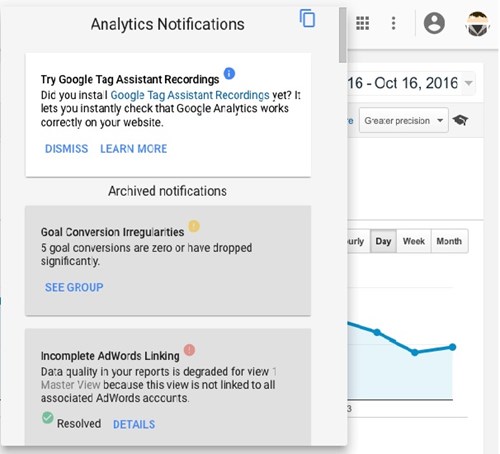 Analytics Notifications
Try Google Tag Assistant Recordings
Did you install Google Tag Assistant Recordings yet? It
lets you instantly check that Google Analytics works
correctly on your website.
DISMISS LEARN MORE
Archived notifications
Goal Conversion Irregularities
5 goal conversions are zero or have dropped
significantly.
SEE GROUP
Incomplete AdWords Linking
Data quality in your reports is degraded for view 1
Master View because this view is not linked to all
associated AdWords accounts.
Resolved DETAILS
16 - Oct 16, 2016
re Greater precision
urly Day Week Month
3